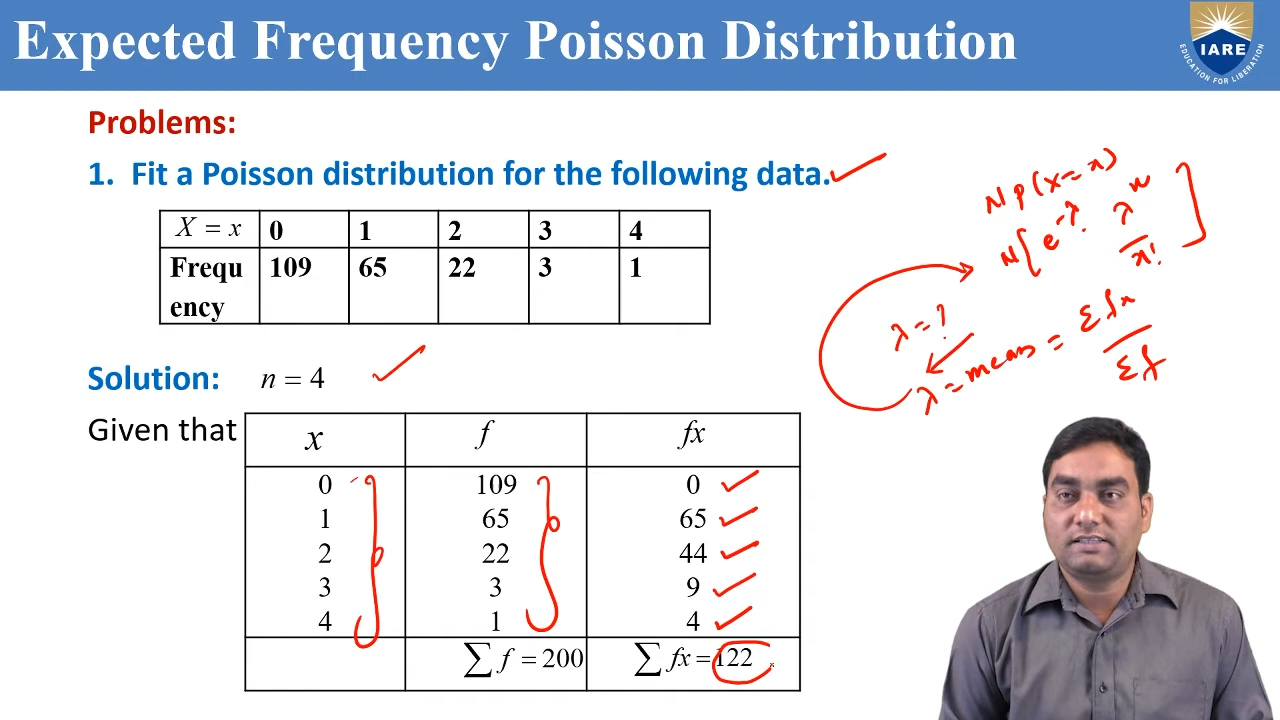 Expected Frequency Poisson Distribution
IARE
EDUCATION FOR LIBERATION
Problems:
1. Fit a Poisson distribution for the following data.
X = x 0 1 2 3 4
Frequ 109 65 22 3 1
ency
N P(X=x)
N[e^-λ. λ^x / x!]
λ=?
λ=mean = Σfx / Σf
Solution: n = 4
Given that
x f fx
0 109 0
1 65 65
2 22 44
3 3 9
4 1 4
∑ f = 200 ∑ fx = 122